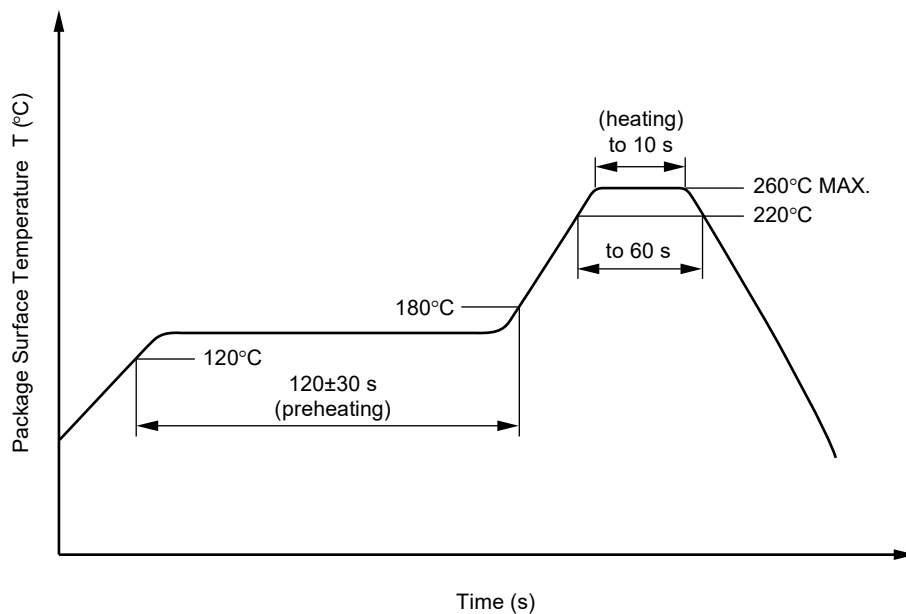 Package Surface Temperature T (°C)
(heating)
to 10 s
260°C MAX.
220°C
to 60 s
180°C
120°C
120±30 s
(preheating)
Time (s)